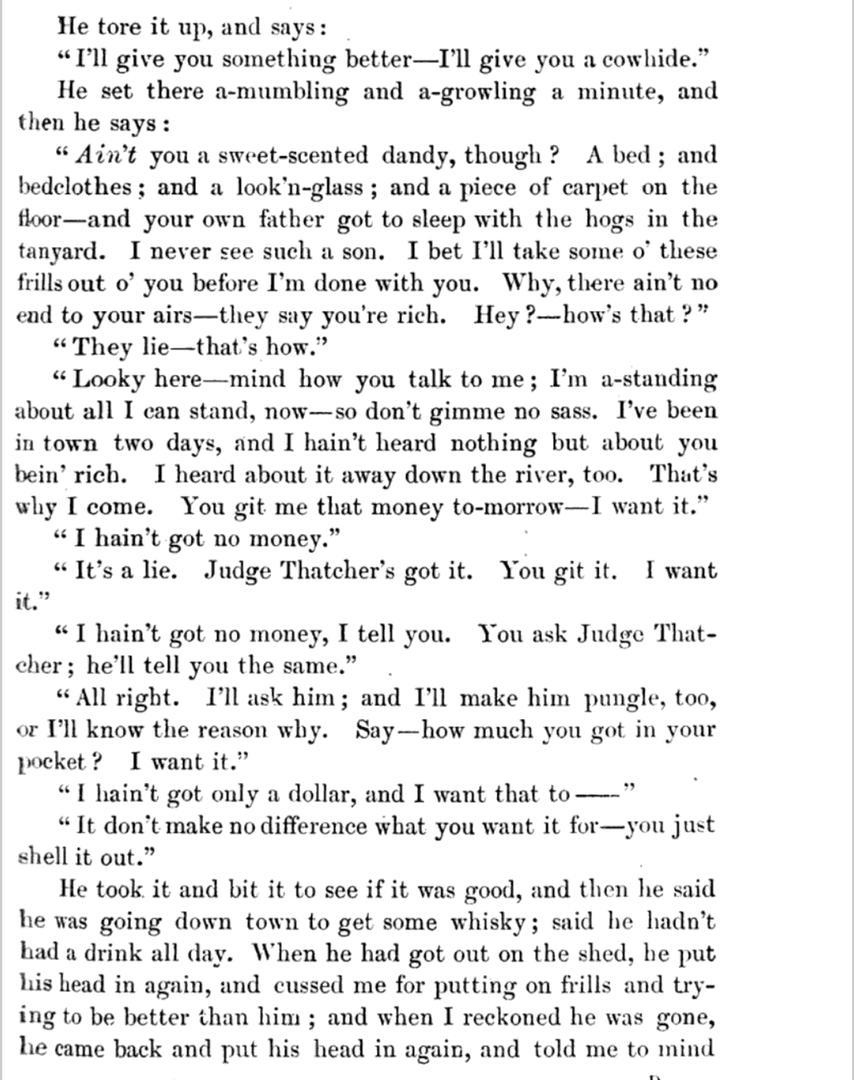 He tore it up, and says:
“I’ll give you something better—I’ll give you a cowhide.”
He set there a-mumbling and a-growling a minute, and
then he says:
“Ain’t you a sweet-scented dandy, though? A bed; and
bedclothes; and a look’n-glass; and a piece of carpet on the
floor—and your own father got to sleep with the hogs in the
tanyard. I never see such a son. I bet I’ll take some o’ these
frills out o’ you before I’m done with you. Why, there ain’t no
end to your airs—they say you’re rich. Hey?—how’s that?”
“They lie—that’s how.”
“Looky here—mind how you talk to me; I’m a-standing
about all I can stand, now—so don’t gimme no sass. I’ve been
in town two days, and I hain’t heard nothing but about you
bein’ rich. I heard about it away down the river, too. That’s
why I come. You git me that money to-morrow—I want it.”
“I hain’t got no money.”
“It’s a lie. Judge Thatcher’s got it. You git it. I want
it.”
“I hain’t got no money, I tell you. You ask Judge That-
cher; he’ll tell you the same.”
“All right. I’ll ask him; and I’ll make him pungle, too,
or I’ll know the reason why. Say—how much you got in your
pocket? I want it.”
“I hain’t got only a dollar, and I want that to ——”
“It don’t make no difference what you want it for—you just
shell it out.”
He took it and bit it to see if it was good, and then he said
he was going down town to get some whisky; said he hadn’t
had a drink all day. When he had got out on the shed, he put
his head in again, and cussed me for putting on frills and try-
ing to be better than him; and when I reckoned he was gone,
he came back and put his head in again, and told me to mind